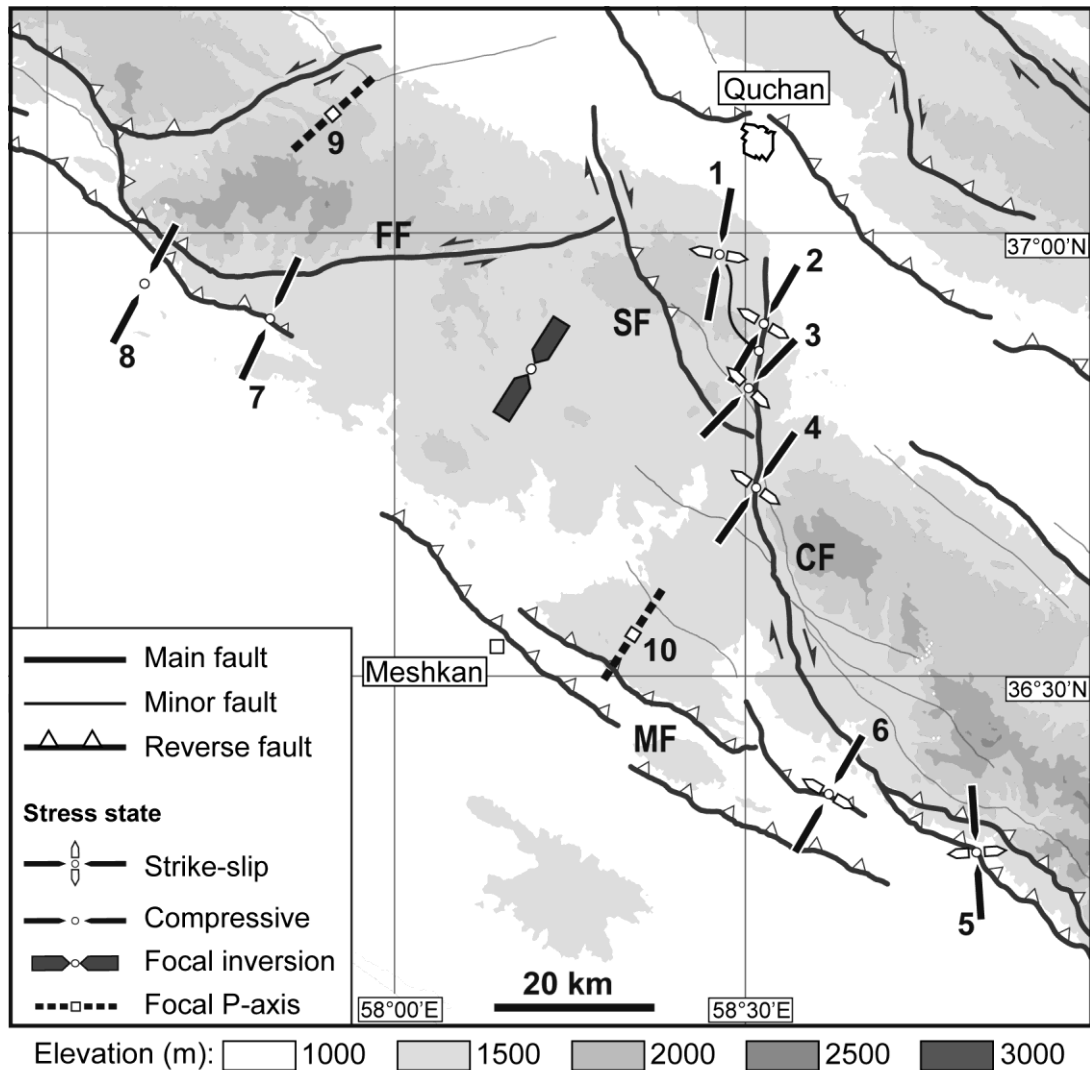 Quchan
1
9
37°00'N
FF
2
SF
3
8
7
4
CF
10
Meshkan
36°30'N
MF
6
5
20 km
58°00'E
58°30'E
Main fault
Minor fault
Reverse fault
Stress state
Strike-slip
Compressive
Focal inversion
Focal P-axis
Elevation (m): 1000 1500 2000 2500 3000